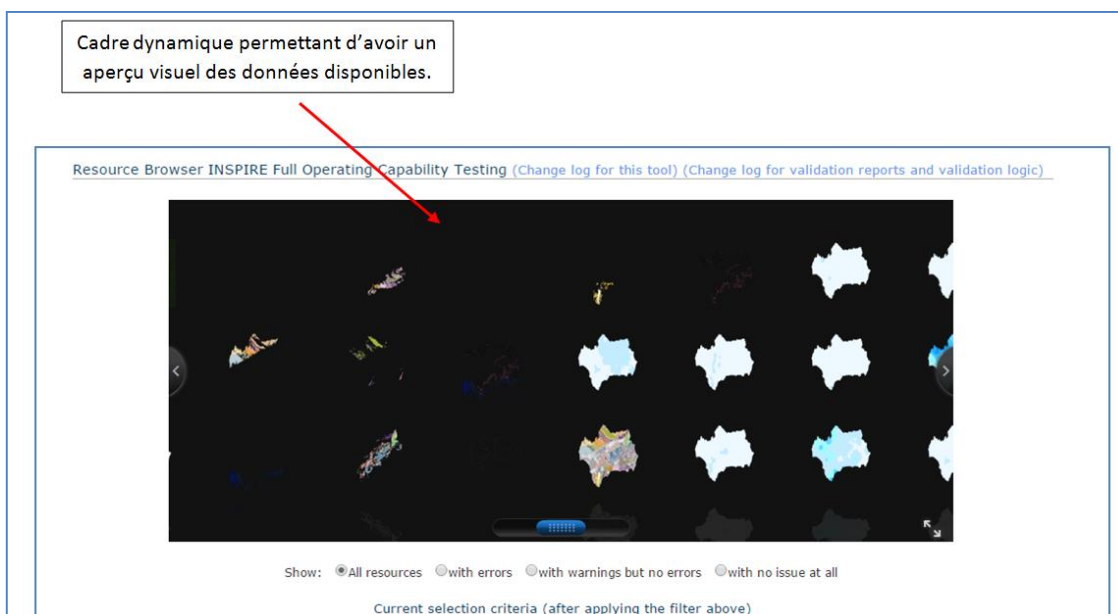 Cadre dynamique permettant d’avoir un
aperçu visuel des données disponibles.
Resource Browser INSPIRE Full Operating Capability Testing (Change log for this tool) (Change log for validation reports and validation logic)
Show: All resources with errors with warnings but no errors with no issue at all
Current selection criteria (after applying the filter above)